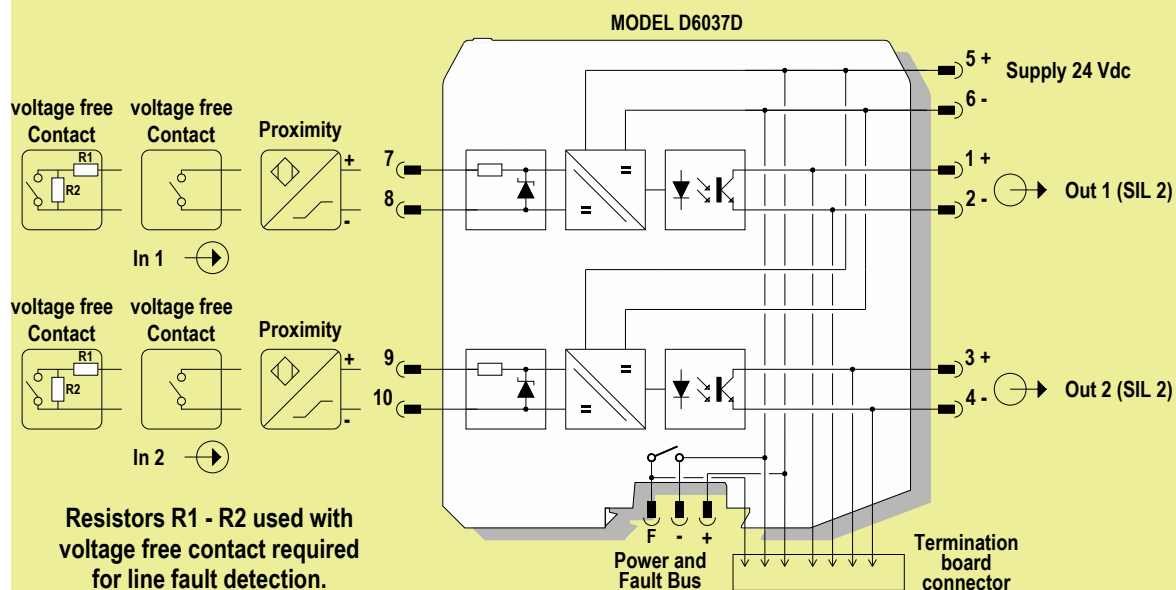 MODEL D6037D
5 +
Supply 24 Vdc
6 -
voltage free
Contact
voltage free
Contact
Proximity
R1
R2
+
-
7
8
1 +
2 -
Out 1 (SIL 2)
In 1
voltage free
Contact
voltage free
Contact
Proximity
R1
R2
+
-
9
10
3 +
4 -
Out 2 (SIL 2)
In 2
Resistors R1 - R2 used with
voltage free contact required
for line fault detection.
F - +
Power and
Fault Bus
Termination
board
connector